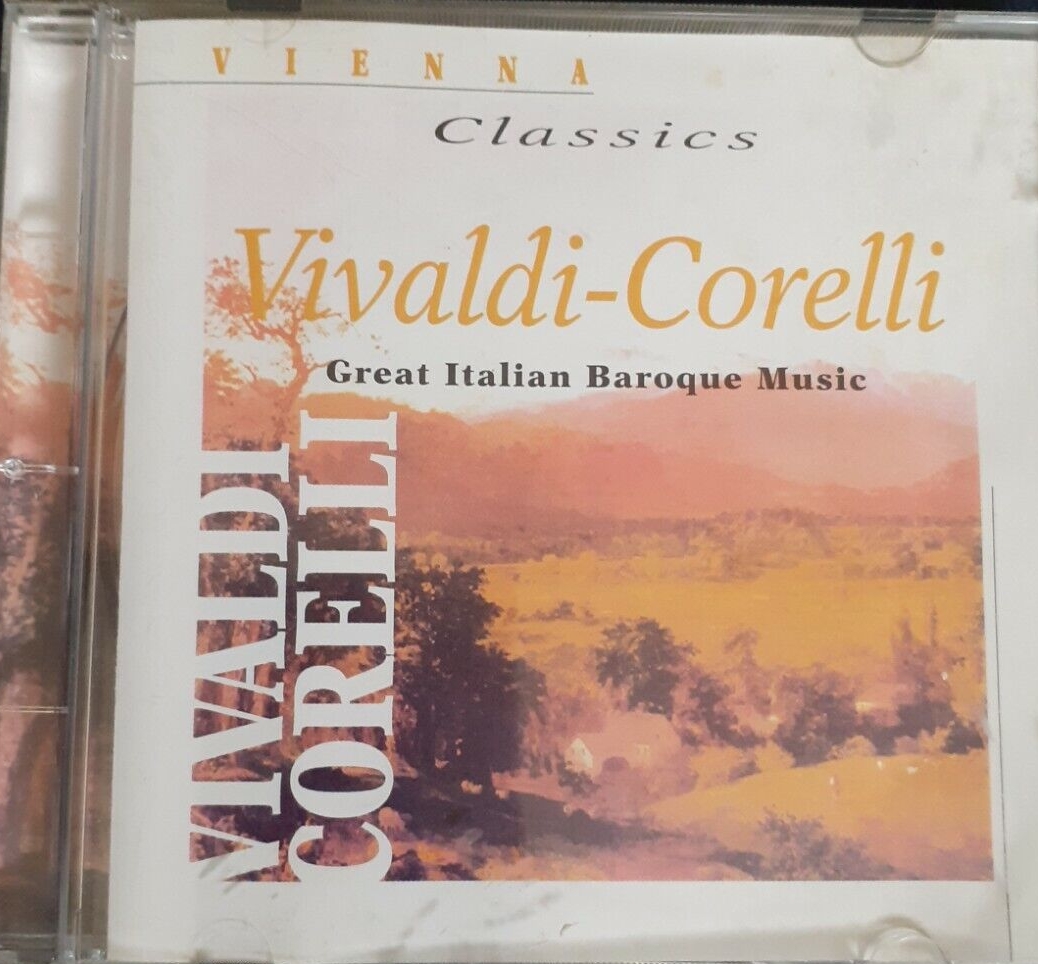 VIENNA
Classics
Vivaldi-Corelli
Great Italian Baroque Music
VIVALDI
CORELLI